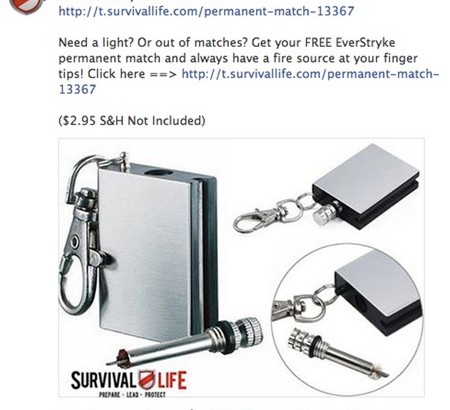 http://t.survivallife.com/permanent-match-13367
Need a light? Or out of matches? Get your FREE EverStryke
permanent match and always have a fire source at your finger
tips! Click here ==> http://t.survivallife.com/permanent-match-
13367
($2.95 S&H Not Included)
SURVIVAL LIFE
PREPARE - LEAD - PROTECT